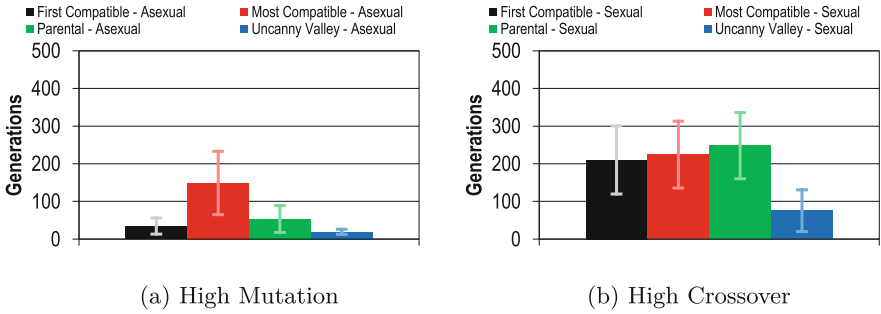 First Compatible - Asexual Most Compatible - Asexual
Parental - Asexual Uncanny Valley - Asexual
500
400
300
200
100
0
Generations
(a) High Mutation
First Compatible - Sexual Most Compatible - Sexual
Parental - Sexual Uncanny Valley - Sexual
500
400
300
200
100
0
Generations
(b) High Crossover